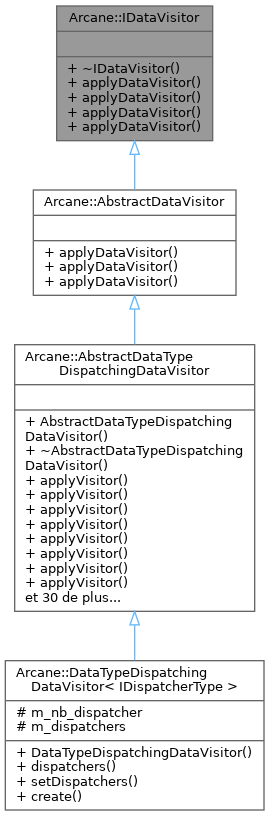 Arcane::IDataVisitor
+ ~IDataVisitor()
+ applyDataVisitor()
+ applyDataVisitor()
+ applyDataVisitor()
+ applyDataVisitor()
Arcane::AbstractDataVisitor
+ applyDataVisitor()
+ applyDataVisitor()
+ applyDataVisitor()
Arcane::AbstractDataType
DispatchingDataVisitor
+ AbstractDataTypeDispatching
DataVisitor()
+ ~AbstractDataTypeDispatching
DataVisitor()
+ applyVisitor()
+ applyVisitor()
+ applyVisitor()
+ applyVisitor()
+ applyVisitor()
+ applyVisitor()
+ applyVisitor()
+ applyVisitor()
et 30 de plus...
Arcane::DataTypeDispatching
DataVisitor< IDispatcherType >
# m_nb_dispatcher
# m_dispatchers
+ DataTypeDispatchingDataVisitor()
+ dispatchers()
+ setDispatchers()
+ create()